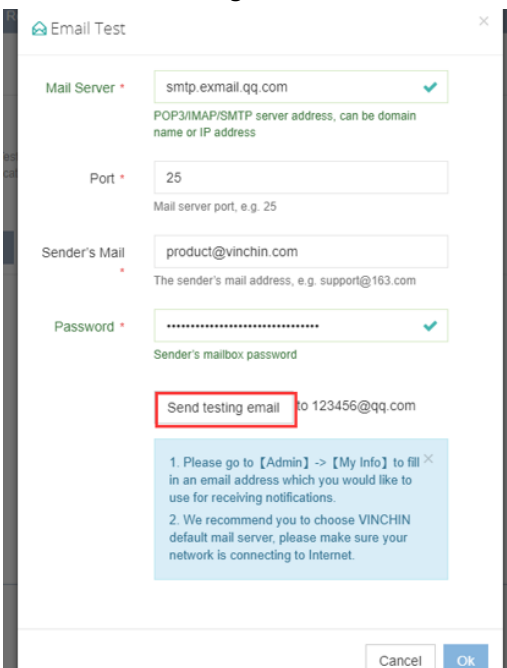 Email Test
×
Mail Server *
smtp.exmail.qq.com
POP3/IMAP/SMTP server address, can be domain
name or IP address
Port *
25
Mail server port, e.g. 25
Sender's Mail
*
product@vinchin.com
The sender's mail address, e.g. support@163.com
Password *
Sender's mailbox password
Send testing email to 123456@qq.com
1. Please go to【Admin】->【My Info】to fill ×
in an email address which you would like to
use for receiving notifications.
2. We recommend you to choose VINCHIN
default mail server, please make sure your
network is connecting to Internet.
Cancel
Ok